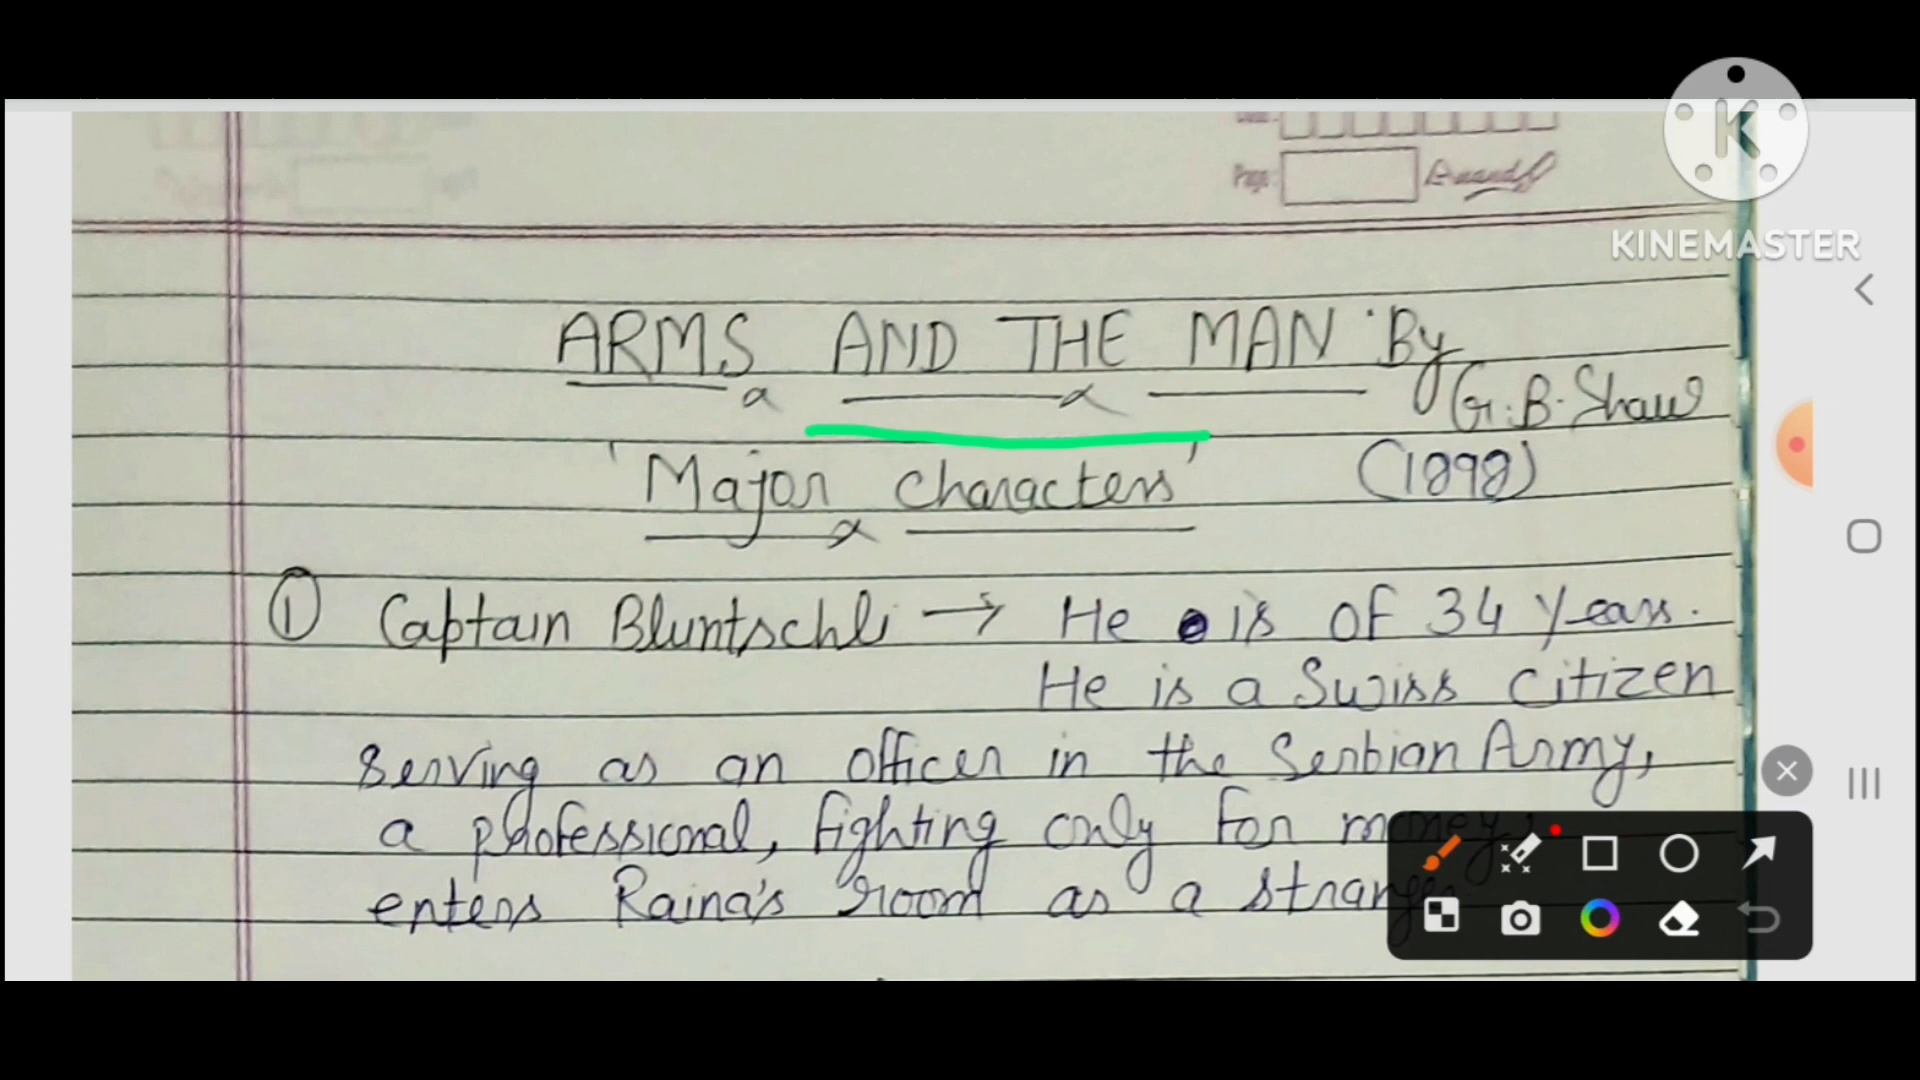 Page
KINEMASTER
ARMS AND THE MAN By
G.B. Shaw
'Major characters' (1898)
① Captain Bluntschli → He is of 34 years.
He is a Swiss citizen
serving as an officer in the Serbian Army,
a professional, fighting only for money,
enters Raina's room as a